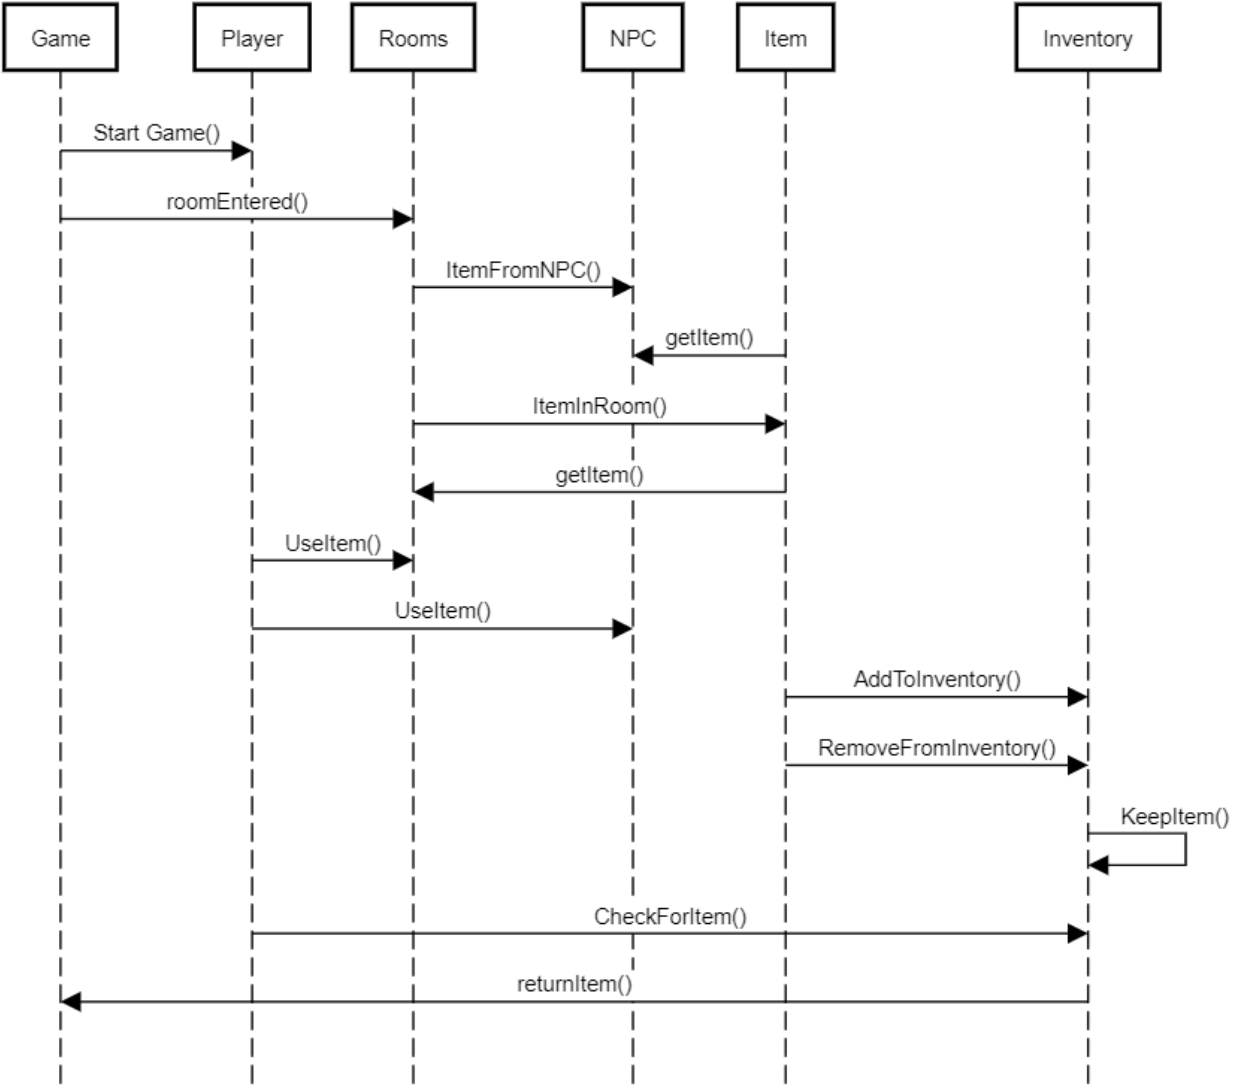 Game
Player
Rooms
NPC
Item
Inventory
Start Game()
roomEntered()
ItemFromNPC()
getItem()
ItemInRoom()
getItem()
UseItem()
UseItem()
AddToInventory()
RemoveFromInventory()
KeepItem()
CheckForItem()
returnItem()